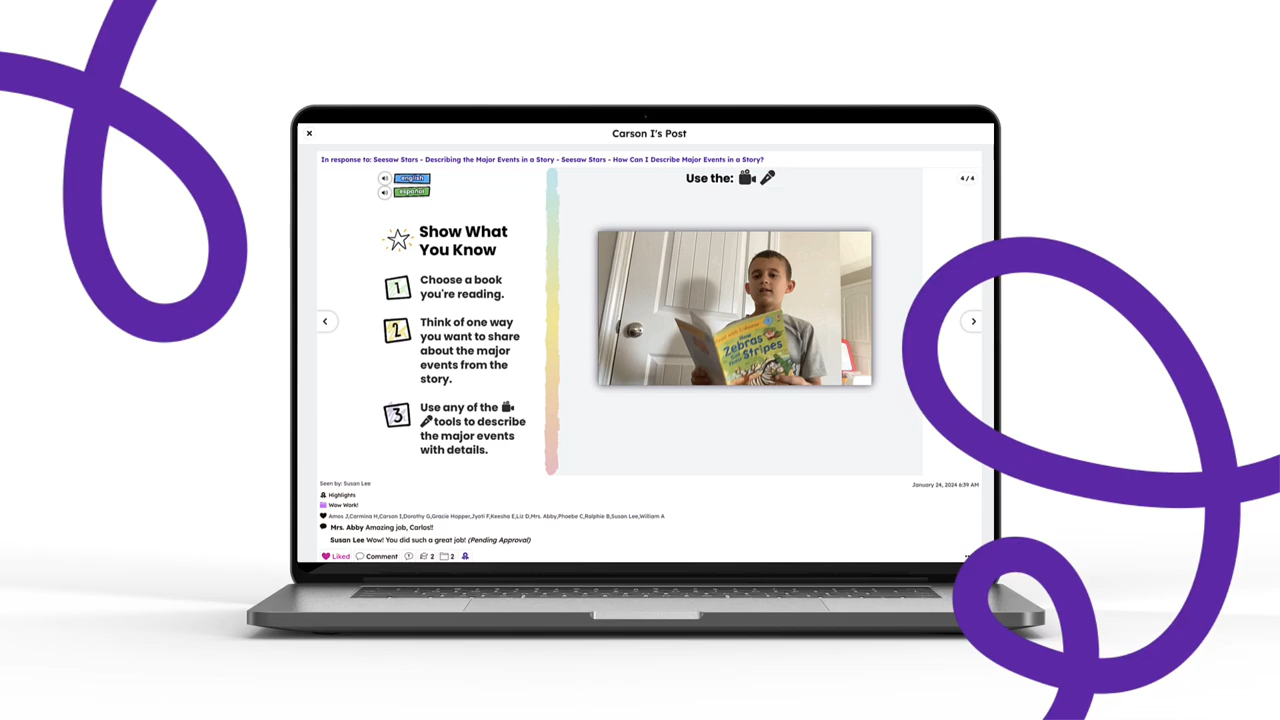 Carson I's Post
In response to: Seesaw Stars - Describing the Major Events in a Story - Seesaw Stars - How Can I Describe Major Events in a Story?
english
español
Show What
You Know
1
Choose a book
you're reading.
2
Think of one way
you want to share
about the major
events from the
story.
3
Use any of the
tools to describe
the major events
with details.
Use the:
4 / 4
How
Zebras
Got
Their Stripes
Seen by: Susan Lee
January 24, 2024 6:39 AM
Highlights
Wow Work!
Amos J,Carmina H,Carson I,Dorothy G,Gracie Hopper,Jyoti F,Keesha E,Liz D,Mrs. Abby,Phoebe C,Ralphie B,Susan Lee,William A
Mrs. Abby Amazing job, Carlos!!
Susan Lee Wow! You did such a great job! (Pending Approval)
Liked Comment 2 2